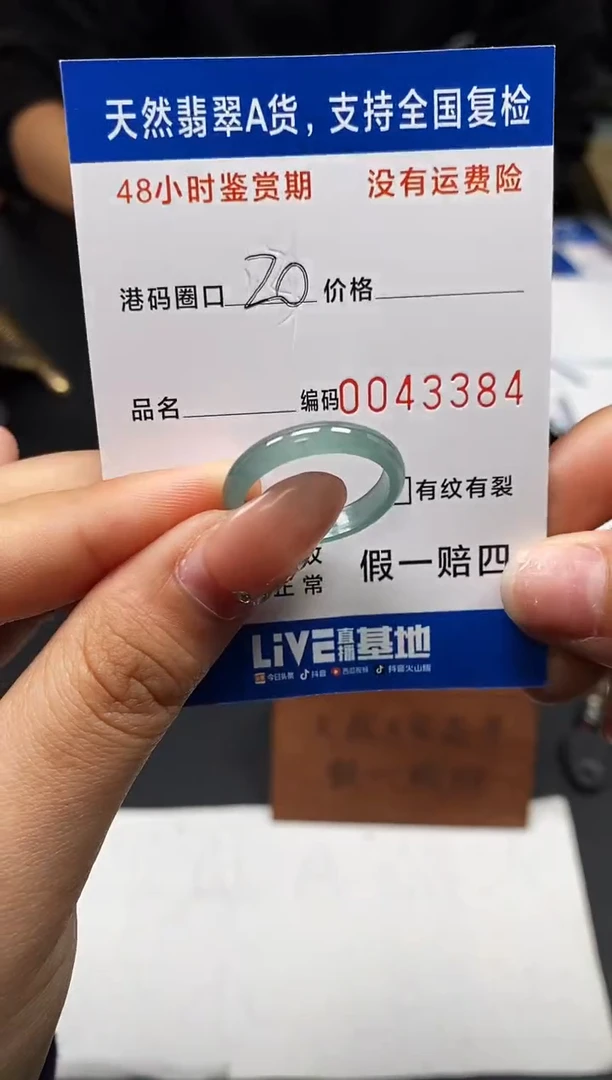 天然翡翠A货，支持全国复检
48小时鉴赏期 没有运费险
港码圈口 20 价格
品名 编码 0043384
有纹有裂
正常 假一赔四
LiVE直播基地
今日头条 抖音 西瓜视频 抖音火山版